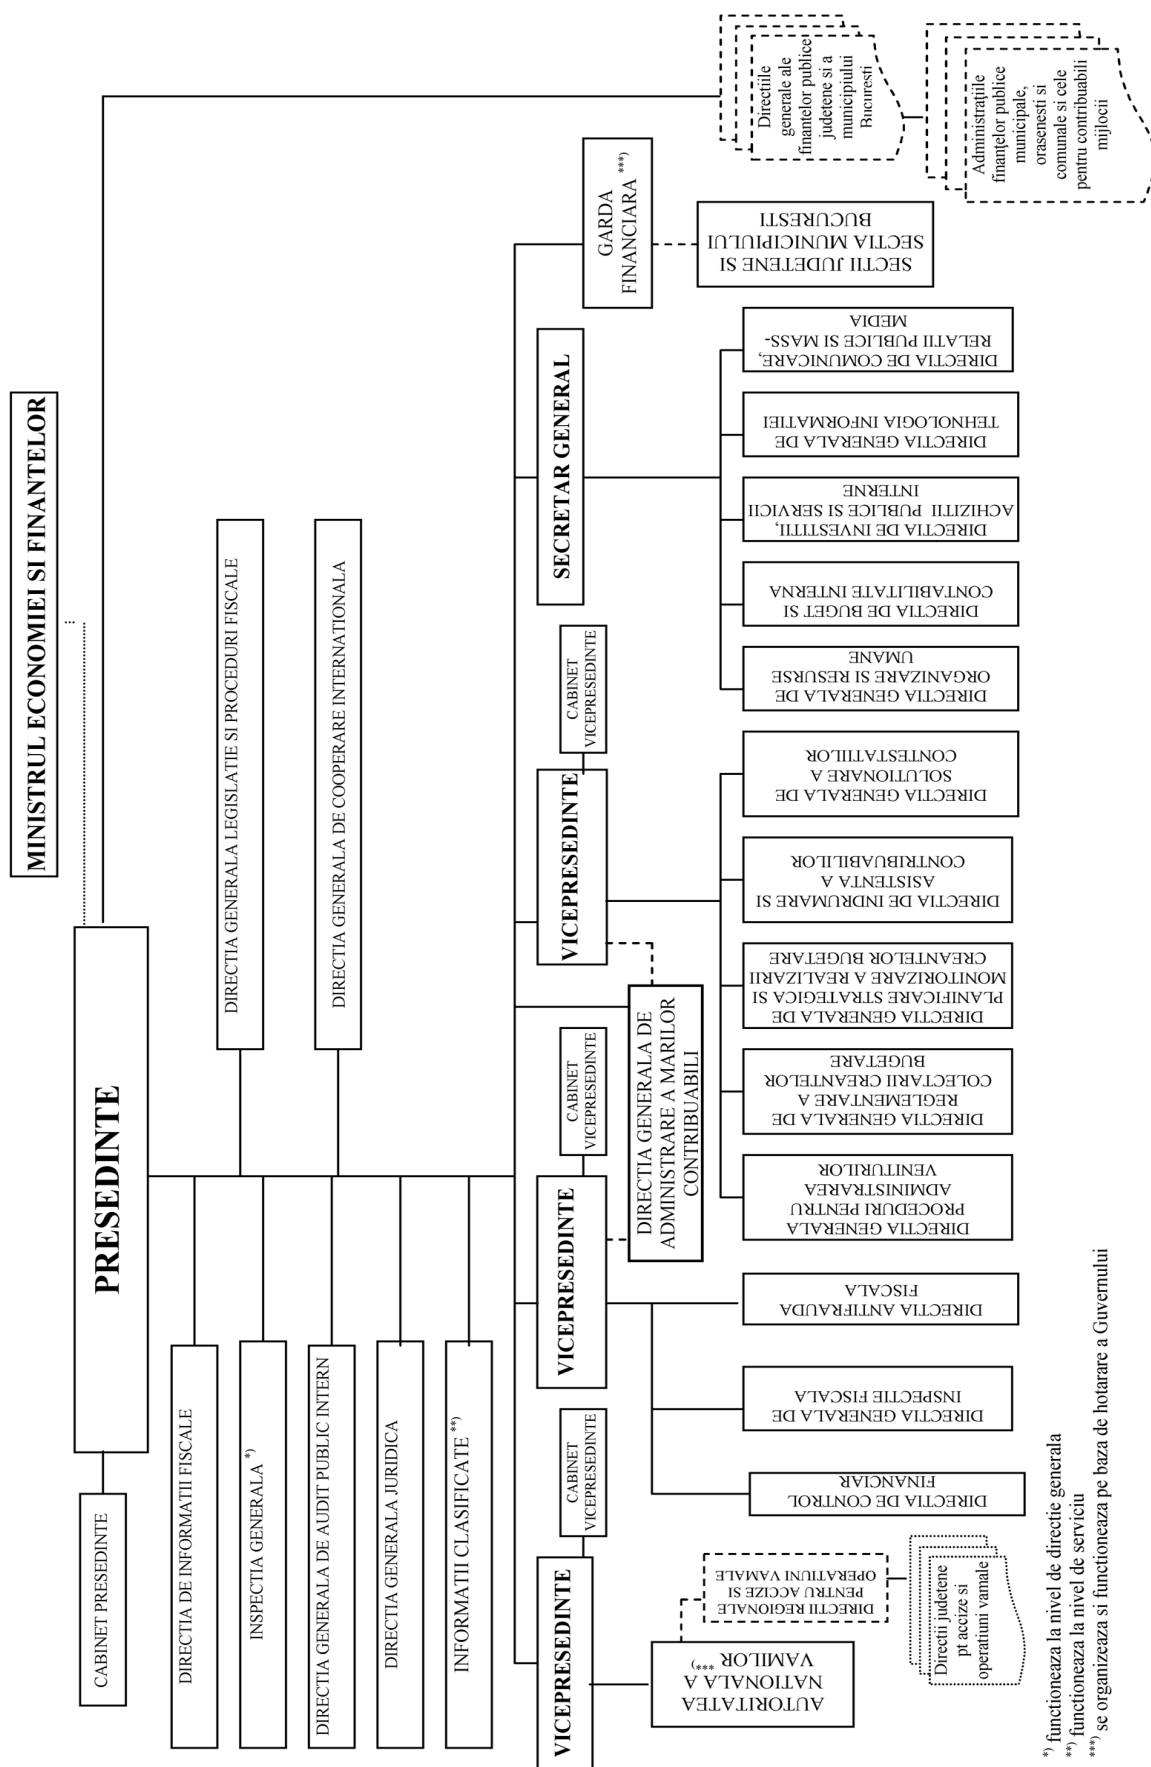 MINISTRUL ECONOMIEI SI FINANTELOR
PRESEDINTE
CABINET PRESEDINTE
DIRECTIA DE INFORMATII FISCALE
INSPECTIA GENERALA *)
DIRECTIA GENERALA DE AUDIT PUBLIC INTERN
DIRECTIA GENERALA JURIDICA
INFORMATII CLASIFICATE **)
DIRECTIA GENERALA LEGISLATIE SI PROCEDURI FISCALE
DIRECTIA GENERALA DE COOPERARE INTERNATIONALA
VICEPRESEDINTE
CABINET
VICEPRESEDINTE
VICEPRESEDINTE
CABINET
VICEPRESEDINTE
VICEPRESEDINTE
CABINET
VICEPRESEDINTE
SECRETAR GENERAL
GARDA
FINANCIARA ***)
Directiile
generale ale
finantelor publice
judetene si a
municipiului
Bucuresti
Administraţiile
finanţelor publice
municipale,
orasenesti si
comunale si cele
pentru contribuabili
mijlocii
DIRECTIA GENERALA DE
ADMINISTRARE A MARILOR
CONTRIBUABILI
AUTORITATEA
NATIONALA A
VAMILOR ***)
DIRECTII REGIONALE
PENTRU ACCIZE SI
OPERATIUNI VAMALE
Directii judetene
pt accize si
operatiuni vamale
DIRECTIA DE CONTROL
FINANCIAR
DIRECTIA GENERALA DE
INSPECTIE FISCALA
DIRECTIA ANTIFRAUDA
FISCALA
DIRECTIA GENERALA
PROCEDURI PENTRU
ADMINISTRAREA
VENITURILOR
DIRECTIA GENERALA DE
REGLEMENTARE A
COLECTARII CREANTELOR
BUGETARE
DIRECTIA GENERALA DE
PLANIFICARE STRATEGICA SI
MONITORIZARE A REALIZARII
CREANTELOR BUGETARE
DIRECTIA DE INDRUMARE SI
ASISTENTA A
CONTRIBUABILILOR
DIRECTIA GENERALA DE
SOLUTIONARE A
CONTESTATIILOR
DIRECTIA GENERALA DE
ORGANIZARE SI RESURSE
UMANE
DIRECTIA DE BUGET SI
CONTABILITATE INTERNA
DIRECTIA DE INVESTITII,
ACHIZITII PUBLICE SI SERVICII
INTERNE
DIRECTIA GENERALA DE
TEHNOLOGIA INFORMATIEI
DIRECTIA DE COMUNICARE,
RELATII PUBLICE SI MASS-
MEDIA
SECTII JUDETENE SI
SECTIA MUNICIPIULUI
BUCURESTI
*) functioneaza la nivel de directie generala
**) functioneaza la nivel de serviciu
***) se organizeaza si functioneaza pe baza de hotarare a Guvernului